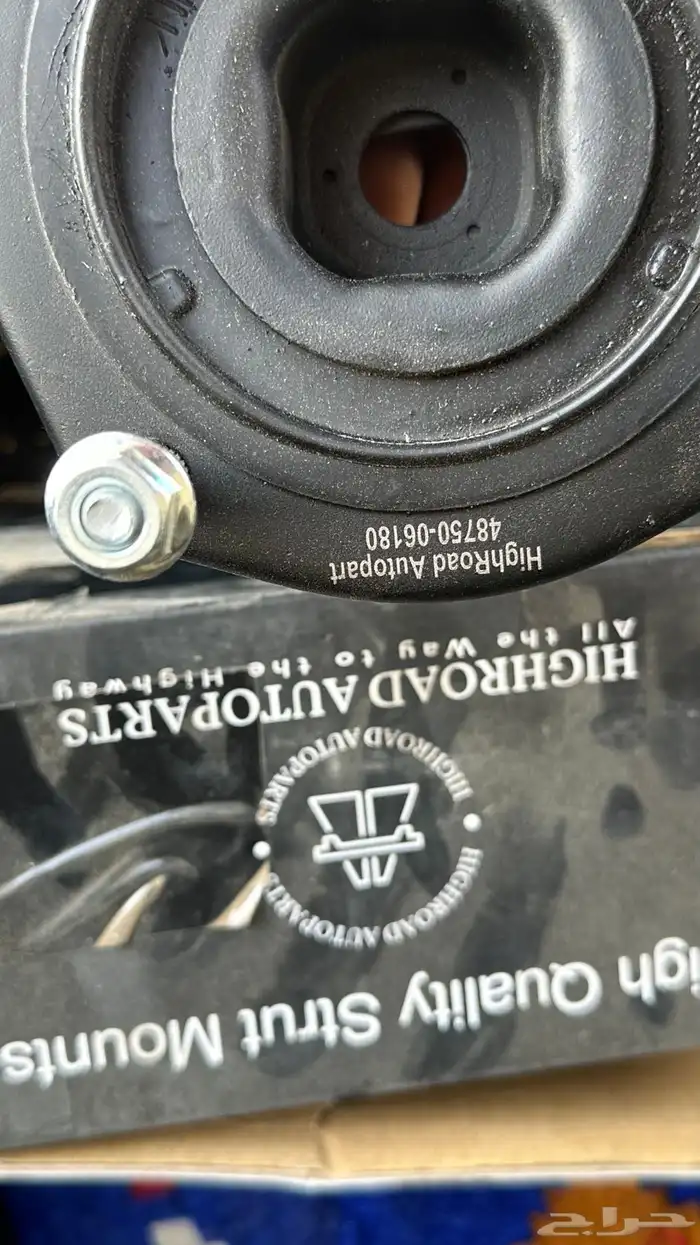 HighRoad Autopart
48750-06180
HIGHROAD AUTOPARTS
All the Way to the Highway
HIGHROAD AUTOPARTS
HIGHROAD AUTOPARTS
igh Quality Strut Mounts
حراج